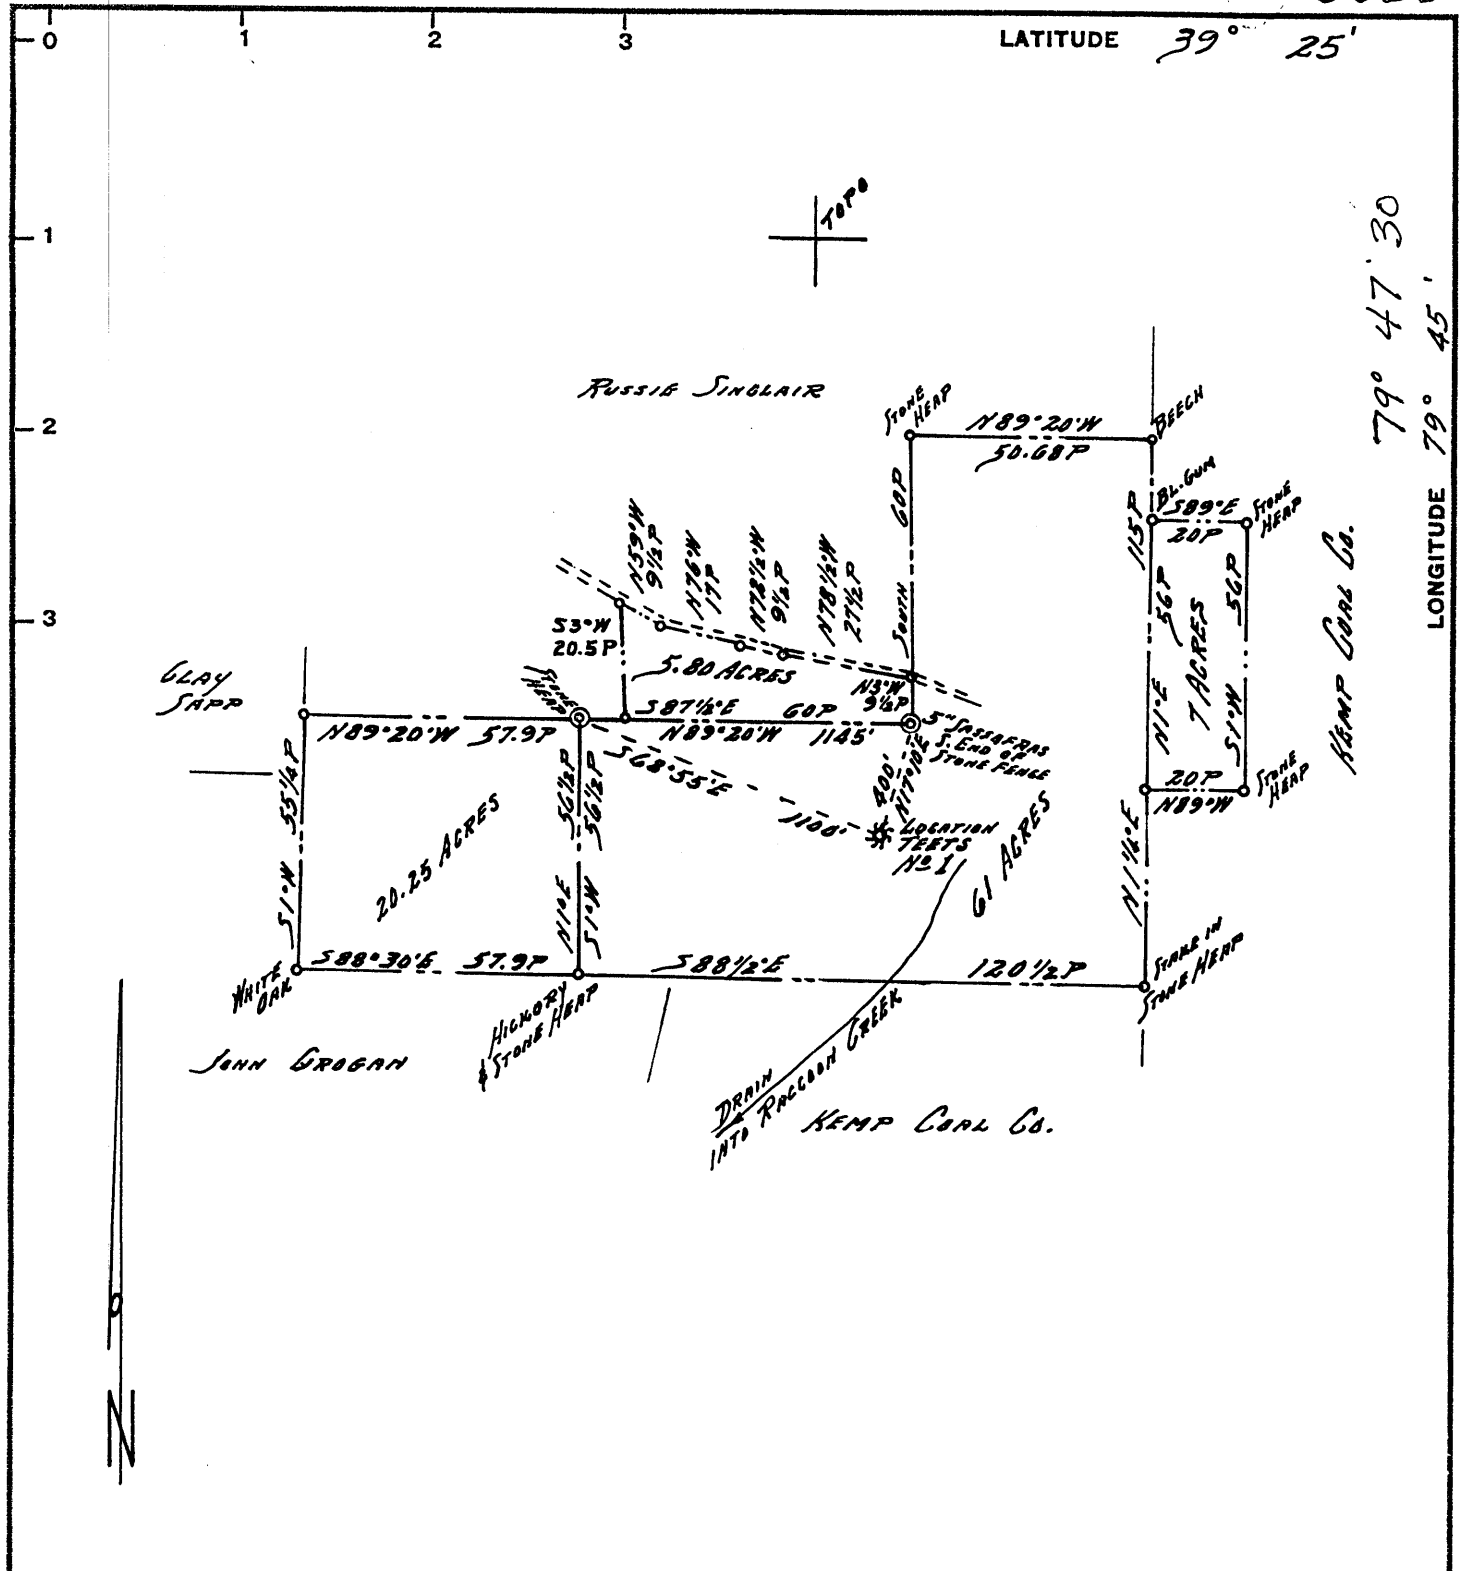 0
1
2
3
LATITUDE 39° 25'
1
2
3
79° 47' 30
LONGITUDE 79° 45'
TOPO
RUSSIE SINCLAIR
STONE
HEAP
N89°20'W
50.68P
BEECH
BL. GUM
S89°E
20P
STONE
HEAP
115P
60P
SOUTH
N59°W
9½P
N76°W
17P
N78½°W
9½P
N78½°W
27½P
S3°W
20.5P
5.80 ACRES
N3°W
9½P
56P
7 ACRES
56P
N1°E
S1°W
KEMP COAL CO.
CLAY
SAPP
STONE
HEAP
S87½°E 60P
N89°20'W 57.9P
N89°20'W 1145'
5" SASSAFRAS
S. END OF
STONE FENCE
S68°55'E
1100'
400'
N17°10'E
20P
N89°W
STONE
HEAP
LOCATION
TEETS
No 1
61 ACRES
55¼P
S1°W
20.25 ACRES
56½P
56½P
N1°E
S1°W
N1¼°E
S88°30'E 57.9P
S88½°E 120½P
WHITE
OAK
HICKORY
& STONE HEAP
STAKE IN
STONE HEAP
JOHN GROGAN
DRAIN
INTO RACCOON CREEK
KEMP COAL CO.
N